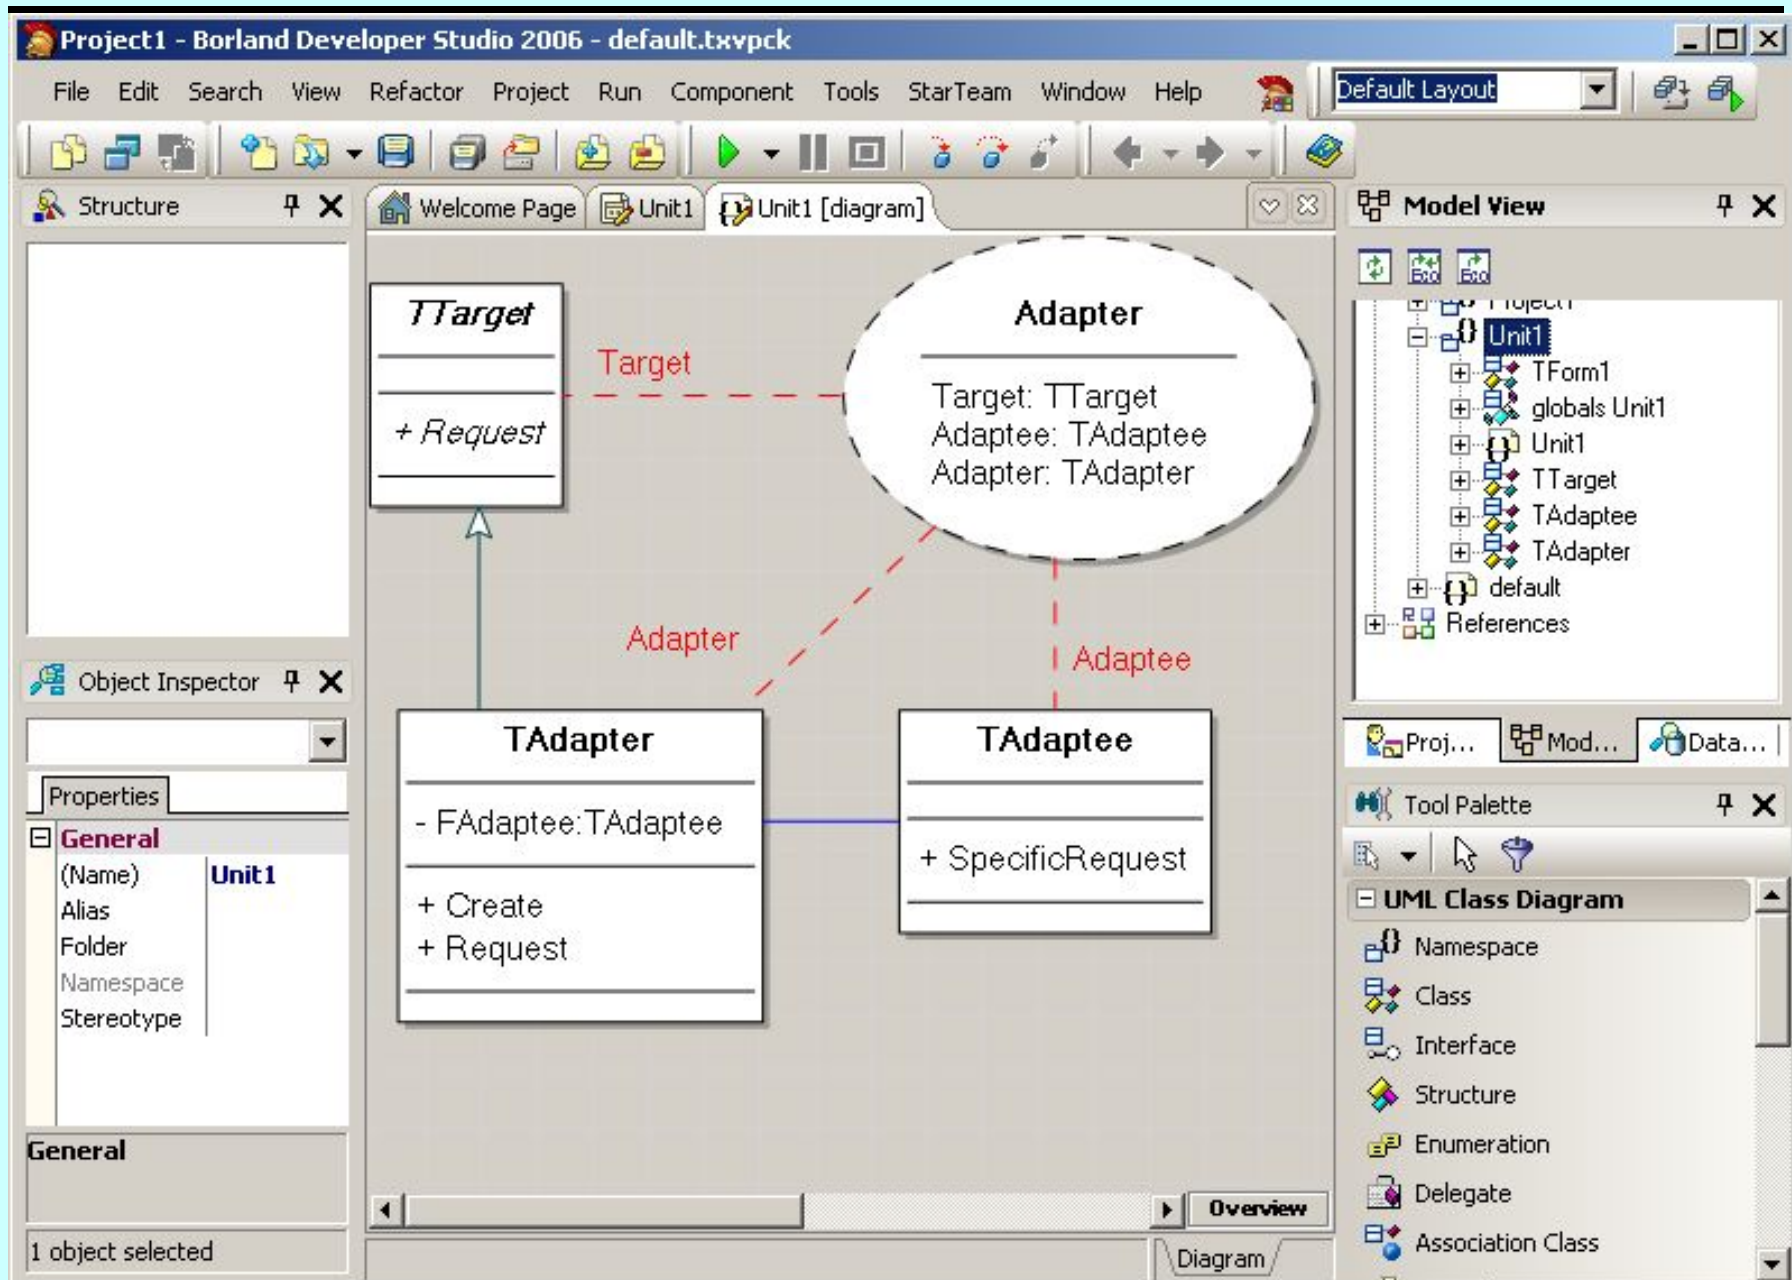 Project1 - Borland Developer Studio 2006 - default.txvpck
File Edit Search View Refactor Project Run Component Tools StarTeam Window Help
Default Layout
Structure
Welcome Page
Unit1
Unit1 [diagram]
Model View
TTarget
+ Request
Target
Adapter
Target: TTarget
Adaptee: TAdaptee
Adapter: TAdapter
Adapter
Adaptee
TAdapter
- FAdaptee:TAdaptee
+ Create
+ Request
TAdaptee
+ SpecificRequest
Eco
Eco
Project1
Unit1
TForm1
globals Unit1
Unit1
TTarget
TAdaptee
TAdapter
default
References
Object Inspector
Properties
General
(Name) Unit1
Alias
Folder
Namespace
Stereotype
General
1 object selected
Overview
Diagram
Proj...
Mod...
Data...
Tool Palette
UML Class Diagram
Namespace
Class
Interface
Structure
Enumeration
Delegate
Association Class